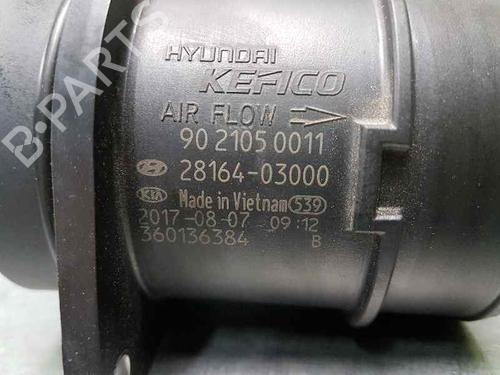 HYUNDAI
KEFICO
AIR FLOW
90 2105 0011
28164-03000
KIA Made in Vietnam 539
2017-08-07 09:12
360136384 B
B-PARTS